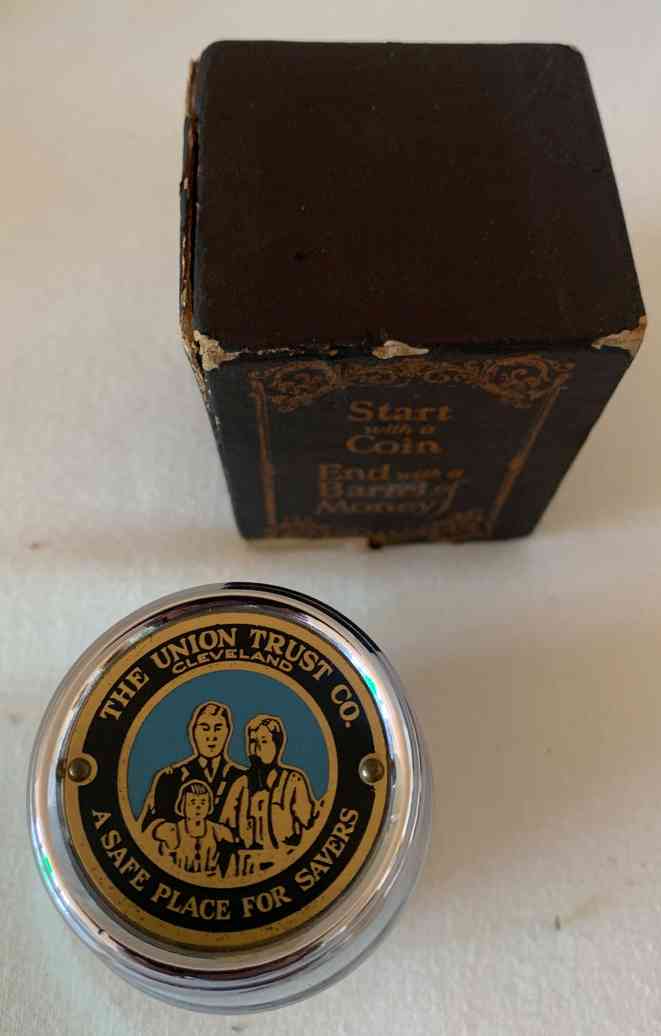 Start
with a
Coin
End with a
Barrel of
Money
THE UNION TRUST CO.
CLEVELAND
A SAFE PLACE FOR SAVERS